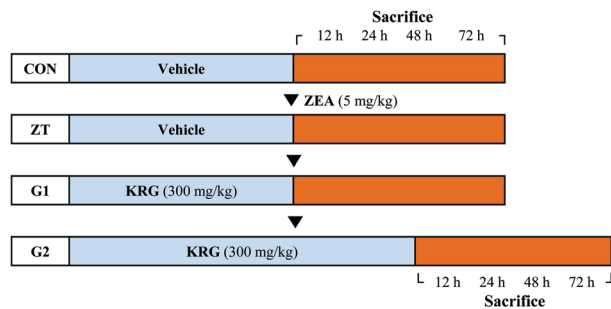 Sacrifice
12 h 24 h 48 h 72 h
CON Vehicle
ZEA (5 mg/kg)
ZT Vehicle
G1 KRG (300 mg/kg)
G2 KRG (300 mg/kg)
12 h 24 h 48 h 72 h
Sacrifice